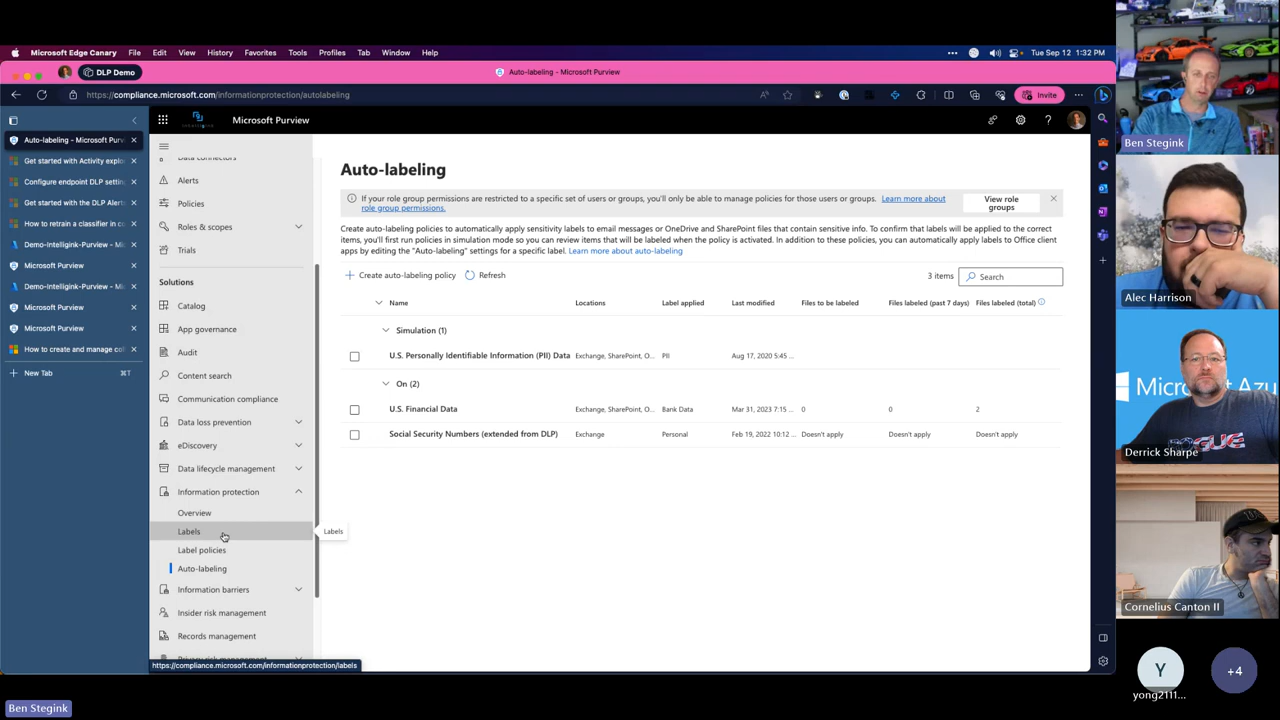 Microsoft Edge Canary File Edit View History Favorites Tools Profiles Tab Window Help
Tue Sep 12 1:32 PM
DLP Demo
Auto-labeling - Microsoft Purview
https://compliance.microsoft.com/informationprotection/autolabeling
Invite
Auto-labeling - Microsoft Purv
Get started with Activity explo
Configure endpoint DLP settin
Get started with the DLP Alerts
How to retrain a classifier in co
Demo-Intelligink-Purview - Mi
Microsoft Purview
Demo-Intelligink-Purview - Mi
Microsoft Purview
Microsoft Purview
How to create and manage col
New Tab ⌘T
Microsoft Purview
Data connectors
Alerts
Policies
Roles & scopes
Trials
Solutions
Catalog
App governance
Audit
Content search
Communication compliance
Data loss prevention
eDiscovery
Data lifecycle management
Information protection
Overview
Labels
Labels
Label policies
Auto-labeling
Information barriers
Insider risk management
Records management
https://compliance.microsoft.com/informationprotection/labels
Auto-labeling
If your role group permissions are restricted to a specific set of users or groups, you'll only be able to manage policies for those users or groups. Learn more about
role group permissions.
View role
groups
Create auto-labeling policies to automatically apply sensitivity labels to email messages or OneDrive and SharePoint files that contain sensitive info. To confirm that labels will be applied to the correct
items, you'll first run policies in simulation mode so you can review items that will be labeled when the policy is activated. In addition to these policies, you can automatically apply labels to Office client
apps by editing the "Auto-labeling" settings for a specific label. Learn more about auto-labeling
Create auto-labeling policy Refresh
3 items Search
Name Locations Label applied Last modified Files to be labeled Files labeled (past 7 days) Files labeled (total)
Simulation (1)
U.S. Personally Identifiable Information (PII) Data Exchange, SharePoint, O... PII Aug 17, 2020 5:45 ...
On (2)
U.S. Financial Data Exchange, SharePoint, O... Bank Data Mar 31, 2023 7:15 ... 0 0 2
Social Security Numbers (extended from DLP) Exchange Personal Feb 19, 2022 10:12 ... Doesn't apply Doesn't apply Doesn't apply
Ben Stegink
Alec Harrison
Microsoft Azu
ROGUE
Derrick Sharpe
Cornelius Canton II
Y
yong2111...
+4
Ben Stegink